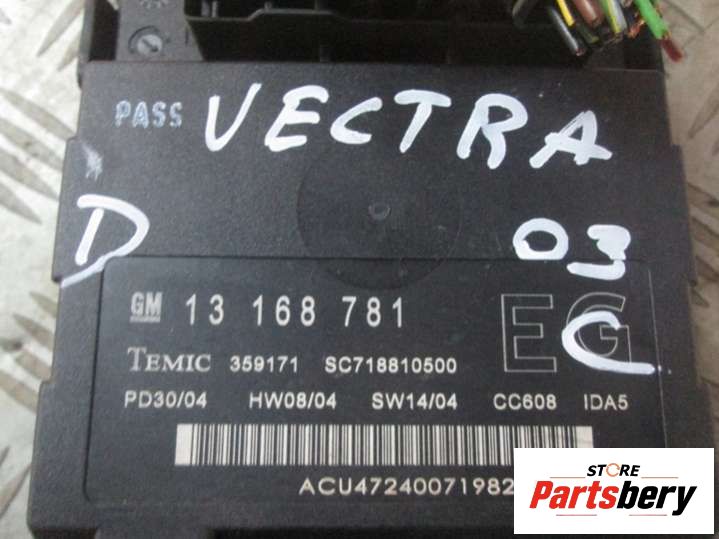 PASS VECTRA
D 03
C
GM 13 168 781 EG
TEMIC 359171 SC718810500
PD30/04 HW08/04 SW14/04 CC608 IDA5
ACU47240071982
STORE
Partsbery